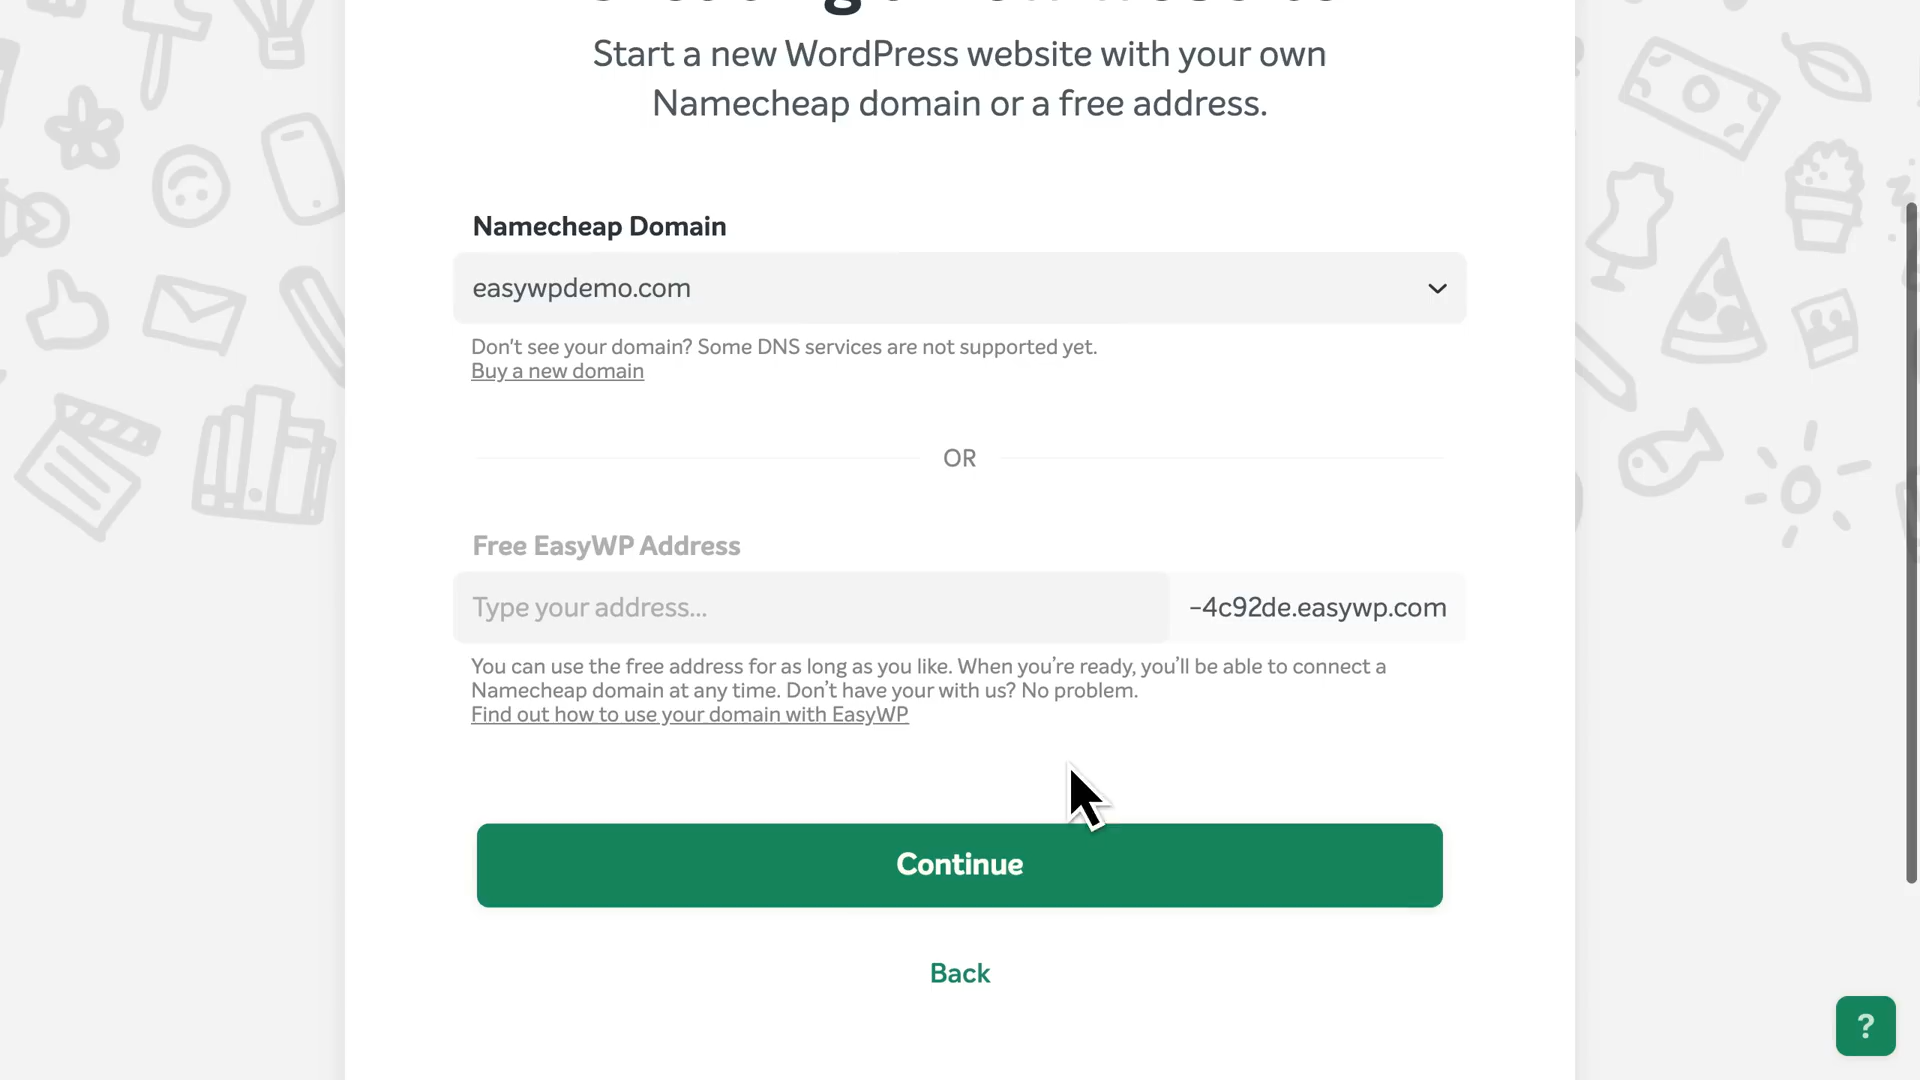 Start a new WordPress website with your own
Namecheap domain or a free address.
Namecheap Domain
easywpdemo.com
Don't see your domain? Some DNS services are not supported yet.
Buy a new domain
OR
Free EasyWP Address
Type your address...
-4c92de.easywp.com
You can use the free address for as long as you like. When you’re ready, you’ll be able to connect a
Namecheap domain at any time. Don’t have your with us? No problem.
Find out how to use your domain with EasyWP
Continue
Back
?